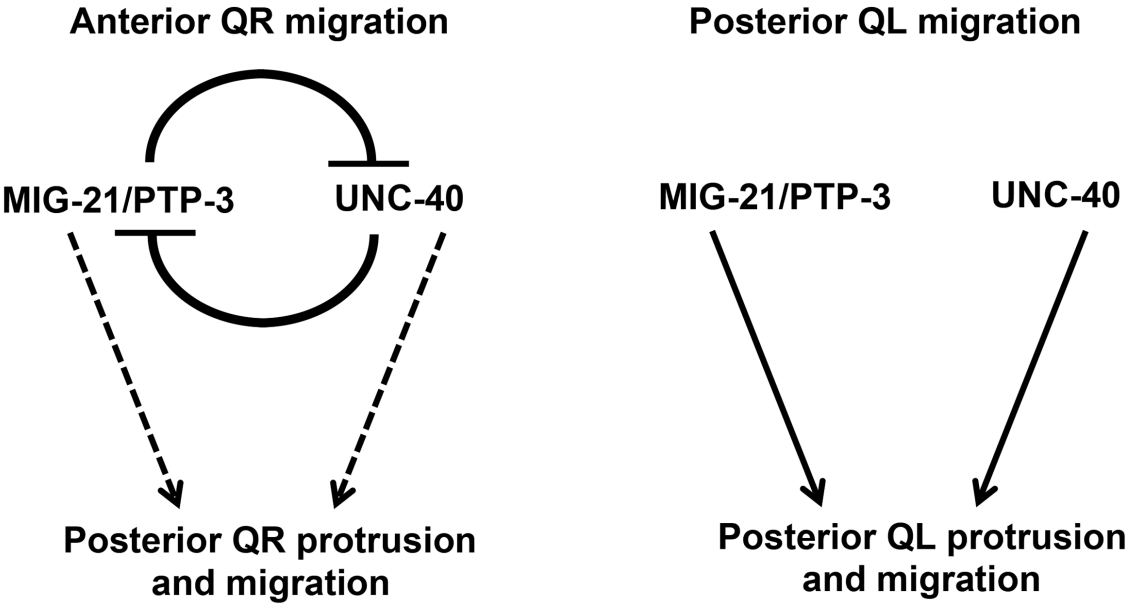 Anterior QR migration
MIG-21/PTP-3
UNC-40
Posterior QR protrusion
and migration
Posterior QL migration
MIG-21/PTP-3
UNC-40
Posterior QL protrusion
and migration